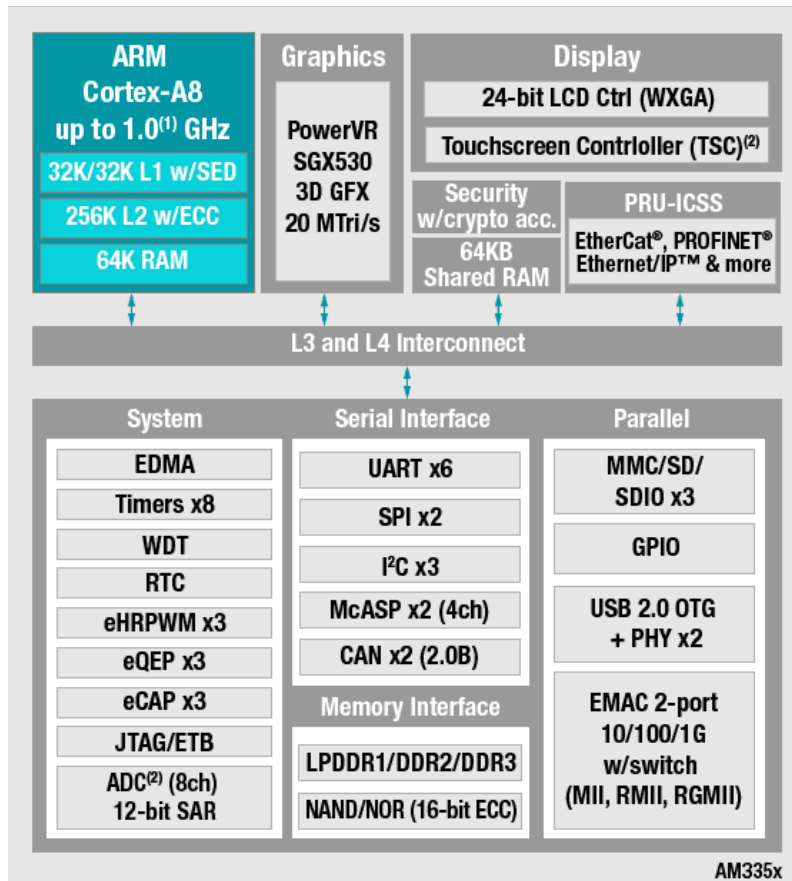 ARM
Cortex-A8
up to 1.0⁽¹⁾ GHz
32K/32K L1 w/SED
256K L2 w/ECC
64K RAM
Graphics
PowerVR
SGX530
3D GFX
20 MTri/s
Display
24-bit LCD Ctrl (WXGA)
Touchscreen Contrloller (TSC)⁽²⁾
Security
w/crypto acc.
64KB
Shared RAM
PRU-ICSS
EtherCat®, PROFINET®
Ethernet/IP™ & more
L3 and L4 Interconnect
System
EDMA
Timers x8
WDT
RTC
eHRPWM x3
eQEP x3
eCAP x3
JTAG/ETB
ADC⁽²⁾ (8ch)
12-bit SAR
Serial Interface
UART x6
SPI x2
I²C x3
McASP x2 (4ch)
CAN x2 (2.0B)
Memory Interface
LPDDR1/DDR2/DDR3
NAND/NOR (16-bit ECC)
Parallel
MMC/SD/
SDIO x3
GPIO
USB 2.0 OTG
+ PHY x2
EMAC 2-port
10/100/1G
w/switch
(MII, RMII, RGMII)
AM335x